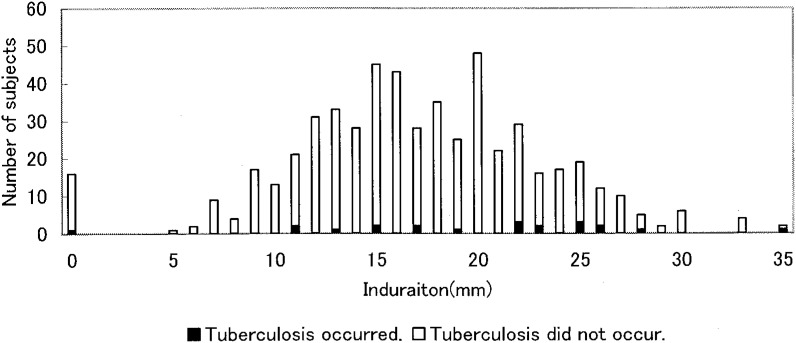 60
50
40
30
20
10
0
Number of subjects
0 5 10 15 20 25 30 35
Induraiton(mm)
■ Tuberculosis occurred. □ Tuberculosis did not occur.